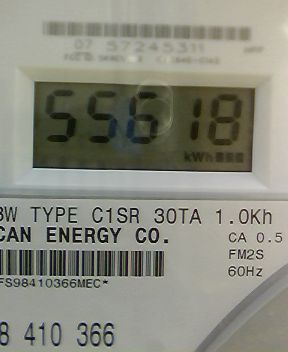 07 57245311
55618
kWh
3W TYPE C1SR 30TA 1.0Kh
CAN ENERGY CO.
CA 0.5
FM2S
60Hz
FS98410366MEC*
8 410 366